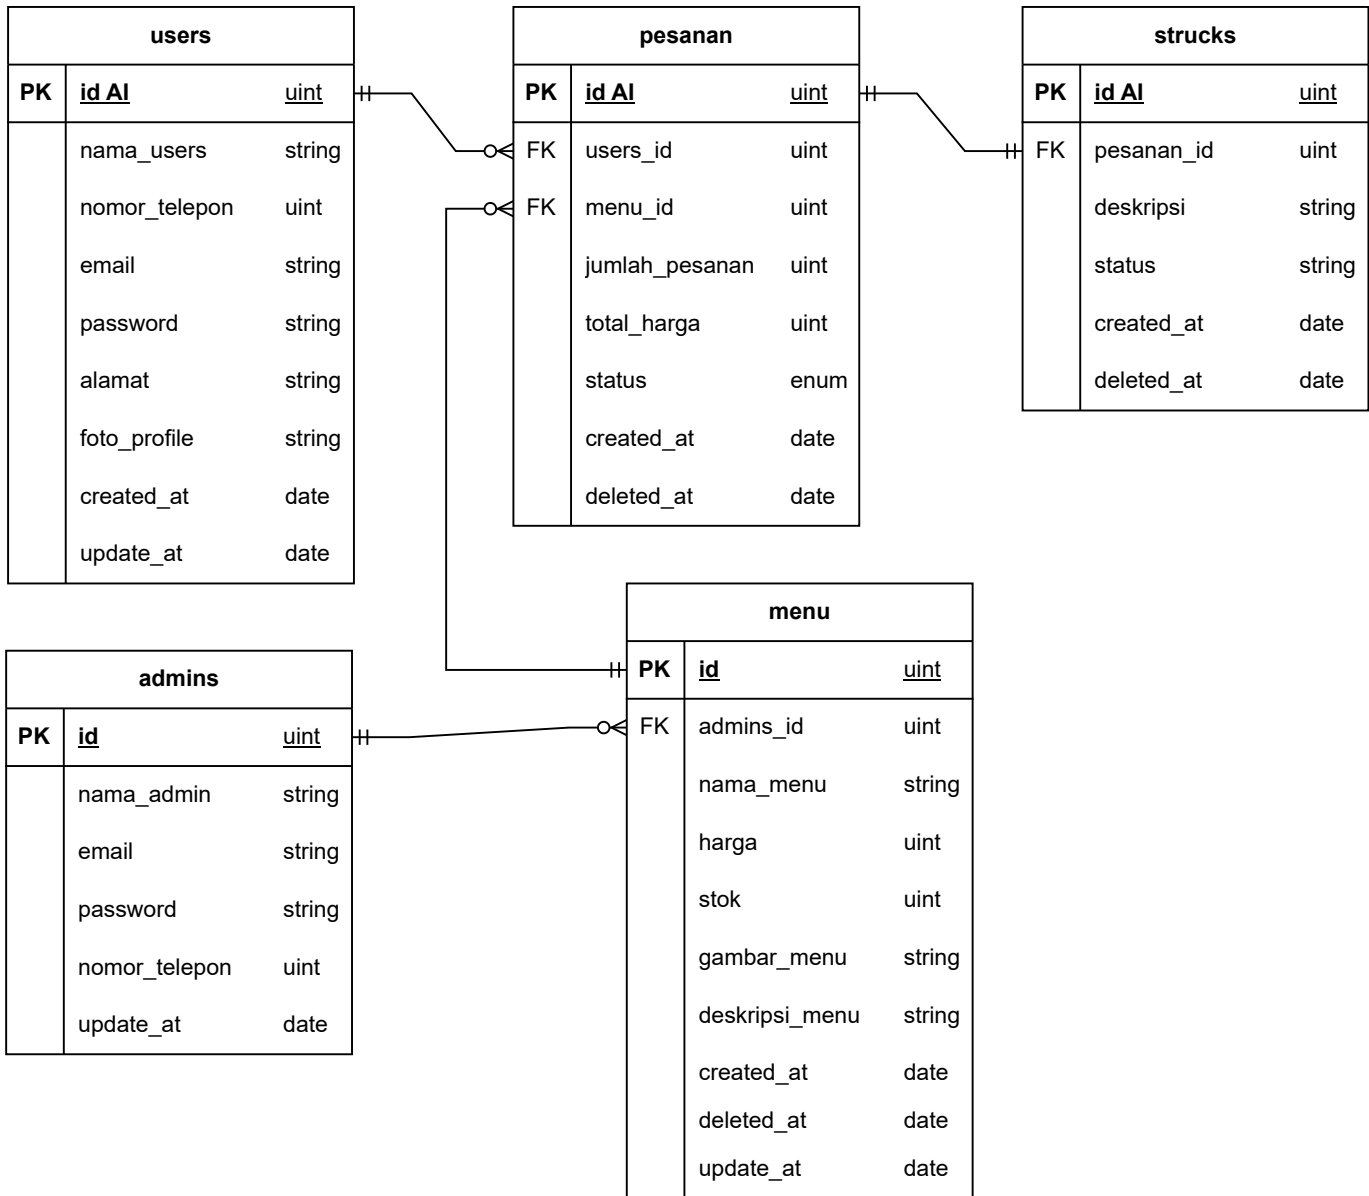 users
PK id AI uint
nama_users string
nomor_telepon uint
email string
password string
alamat string
foto_profile string
created_at date
update_at date
pesanan
PK id AI uint
FK users_id uint
FK menu_id uint
jumlah_pesanan uint
total_harga uint
status enum
created_at date
deleted_at date
strucks
PK id AI uint
FK pesanan_id uint
deskripsi string
status string
created_at date
deleted_at date
admins
PK id uint
nama_admin string
email string
password string
nomor_telepon uint
update_at date
menu
PK id uint
FK admins_id uint
nama_menu string
harga uint
stok uint
gambar_menu string
deskripsi_menu string
created_at date
deleted_at date
update_at date